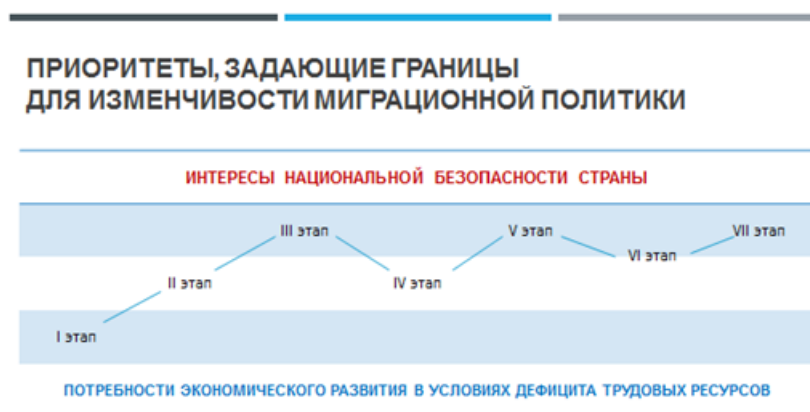 ПРИОРИТЕТЫ, ЗАДАЮЩИЕ ГРАНИЦЫ
ДЛЯ ИЗМЕНЧИВОСТИ МИГРАЦИОННОЙ ПОЛИТИКИ
ИНТЕРЕСЫ НАЦИОНАЛЬНОЙ БЕЗОПАСНОСТИ СТРАНЫ
III этап
V этап
VII этап
VI этап
II этап
IV этап
I этап
ПОТРЕБНОСТИ ЭКОНОМИЧЕСКОГО РАЗВИТИЯ В УСЛОВИЯХ ДЕФИЦИТА ТРУДОВЫХ РЕСУРСОВ